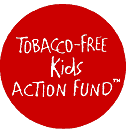 TOBACCO-FREE
Kids
ACTION FUND™